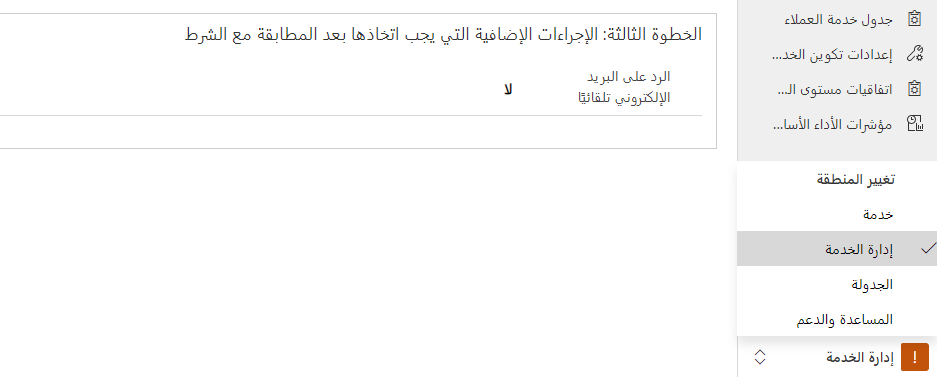 جدول خدمة العملاء
إعدادات تكوين الخد...
اتفاقيات مستوى الـ...
مؤشرات الأداء الأسا...
تغيير المنطقة
خدمة
إدارة الخدمة
الجدولة
المساعدة والدعم
إدارة الخدمة
الخطوة الثالثة: الإجراءات الإضافية التي يجب اتخاذها بعد المطابقة مع الشرط
الرد على البريد
الإلكتروني تلقائيًا
لا